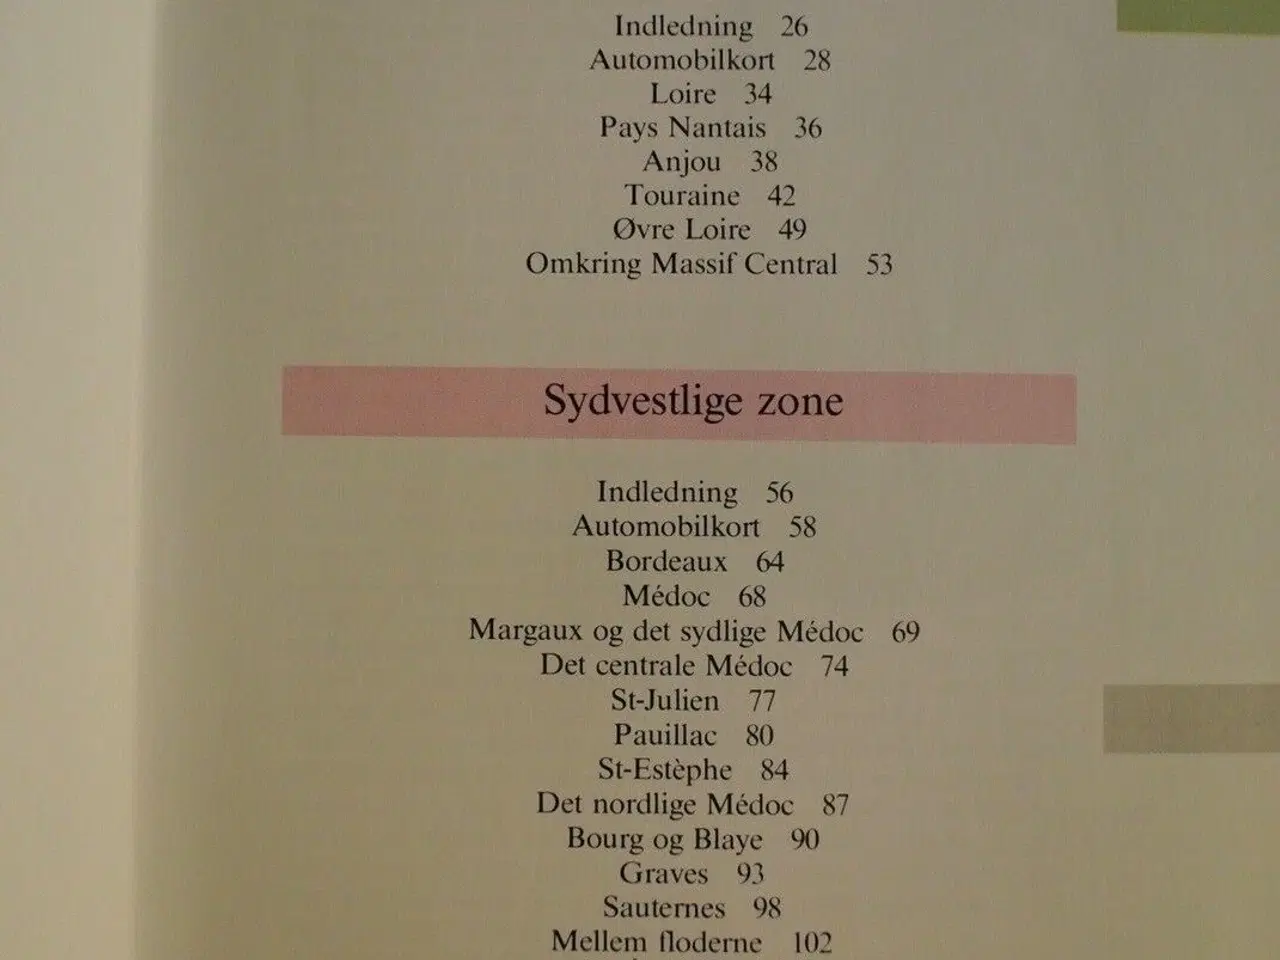 Indledning 26
Automobilkort 28
Loire 34
Pays Nantais 36
Anjou 38
Touraine 42
Øvre Loire 49
Omkring Massif Central 53
Sydvestlige zone
Indledning 56
Automobilkort 58
Bordeaux 64
Médoc 68
Margaux og det sydlige Médoc 69
Det centrale Médoc 74
St-Julien 77
Pauillac 80
St-Estèphe 84
Det nordlige Médoc 87
Bourg og Blaye 90
Graves 93
Sauternes 98
Mellem floderne 102